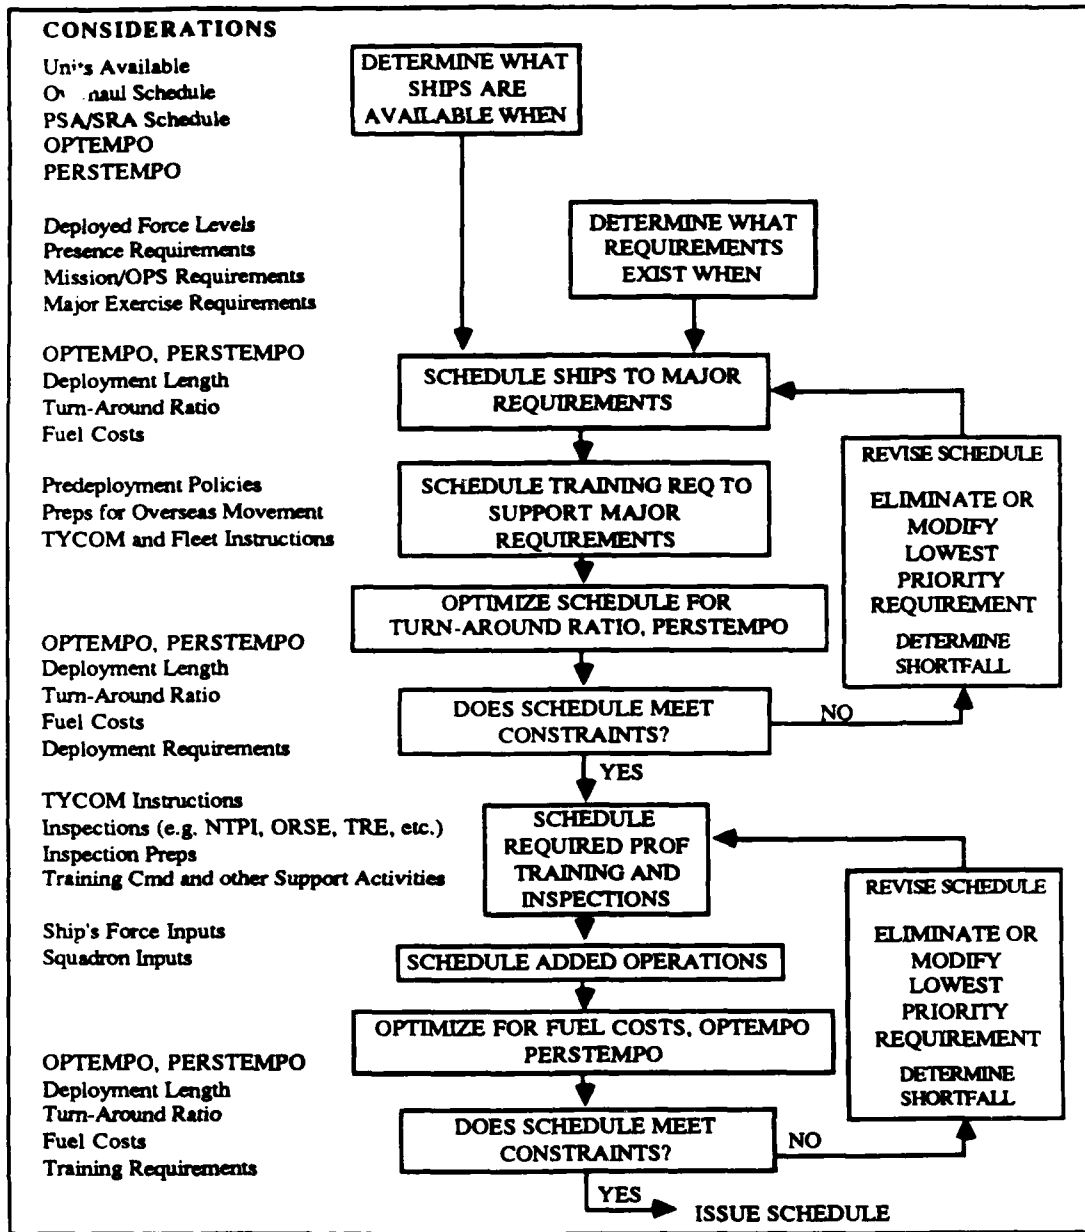 CONSIDERATIONS
Units Available
Schedule
PSA/SRA Schedule
OPTEMPO
PERSTEMPO
DETERMINE WHAT
SHIPS ARE
AVAILABLE WHEN
Deployed Force Levels
Presence Requirements
Mission/OPS Requirements
Major Exercise Requirements
DETERMINE WHAT
REQUIREMENTS
EXIST WHEN
OPTEMPO, PERSTEMPO
Deployment Length
Turn-Around Ratio
Fuel Costs
SCHEDULE SHIPS TO MAJOR
REQUIREMENTS
Predeployment Policies
Preps for Overseas Movement
TYCOM and Fleet Instructions
SCHEDULE TRAINING REQ TO
SUPPORT MAJOR
REQUIREMENTS
REVISE SCHEDULE
ELIMINATE OR
MODIFY
LOWEST
PRIORITY
REQUIREMENT
DETERMINE
SHORTFALL
OPTIMIZE SCHEDULE FOR
TURN-AROUND RATIO, PERSTEMPO
OPTEMPO, PERSTEMPO
Deployment Length
Turn-Around Ratio
Fuel Costs
Deployment Requirements
DOES SCHEDULE MEET
CONSTRAINTS?
NO
YES
TYCOM Instructions
Inspections (e.g. NTPI, ORSE, TRE, etc.)
Inspection Preps
Training Cmd and other Support Activities
SCHEDULE
REQUIRED PROF
TRAINING AND
INSPECTIONS
Ship's Force Inputs
Squadron Inputs
SCHEDULE ADDED OPERATIONS
REVISE SCHEDULE
ELIMINATE OR
MODIFY
LOWEST
PRIORITY
REQUIREMENT
DETERMINE
SHORTFALL
OPTIMIZE FOR FUEL COSTS, OPTEMPO
PERSTEMPO
OPTEMPO, PERSTEMPO
Deployment Length
Turn-Around Ratio
Fuel Costs
Training Requirements
DOES SCHEDULE MEET
CONSTRAINTS?
NO
YES
ISSUE SCHEDULE